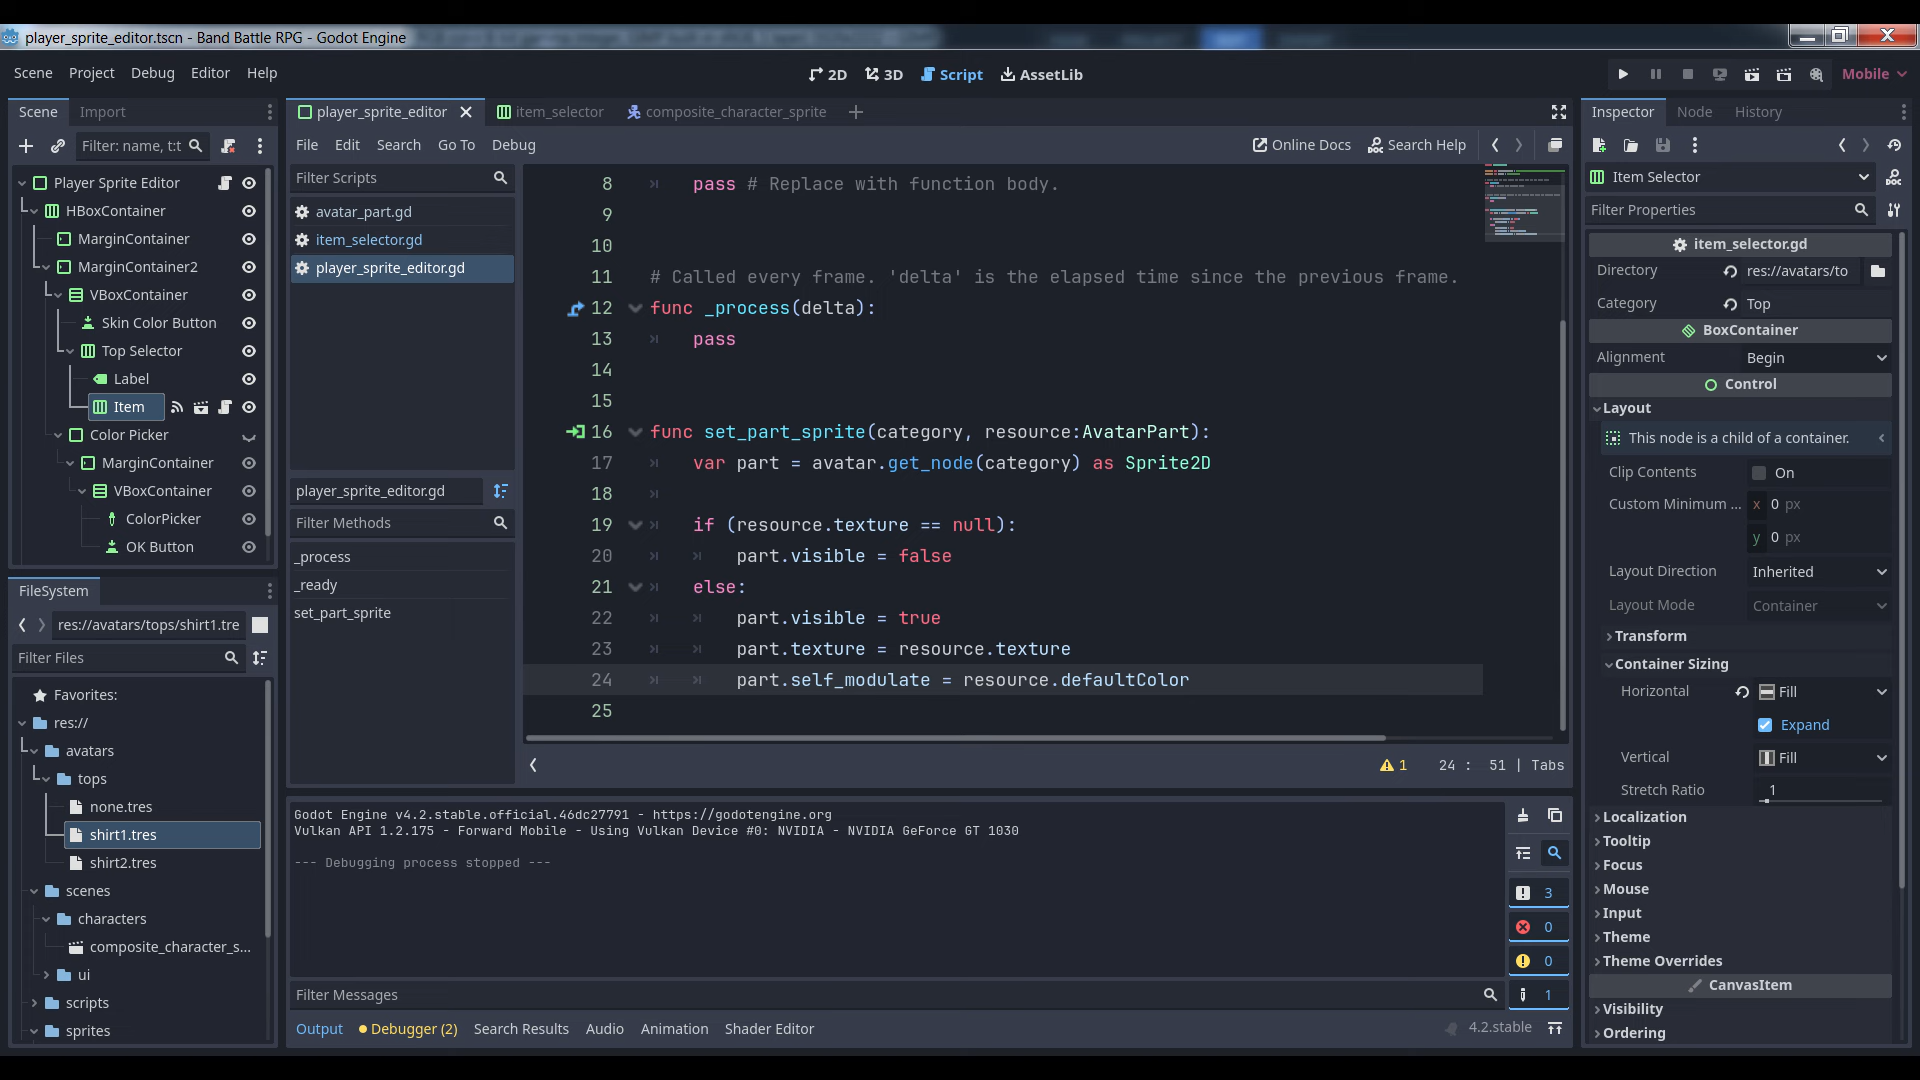 player_sprite_editor.tscn - Band Battle RPG - Godot Engine
Scene Project Debug Editor Help
2D 3D Script AssetLib
Mobile
Scene Import
Filter: name, t:t
Player Sprite Editor
HBoxContainer
MarginContainer
MarginContainer2
VBoxContainer
Skin Color Button
Top Selector
Label
Item
Color Picker
MarginContainer
VBoxContainer
ColorPicker
OK Button
FileSystem
res://avatars/tops/shirt1.tre
Filter Files
Favorites:
res://
avatars
tops
none.tres
shirt1.tres
shirt2.tres
scenes
characters
composite_character_s...
ui
scripts
sprites
player_sprite_editor item_selector composite_character_sprite
File Edit Search Go To Debug
Online Docs Search Help
Filter Scripts
avatar_part.gd
item_selector.gd
player_sprite_editor.gd
player_sprite_editor.gd
Filter Methods
_process
_ready
set_part_sprite
8 pass # Replace with function body.
9
10
11 # Called every frame. 'delta' is the elapsed time since the previous frame.
12 func _process(delta):
13 pass
14
15
16 func set_part_sprite(category, resource:AvatarPart):
17 var part = avatar.get_node(category) as Sprite2D
18
19 if (resource.texture == null):
20 part.visible = false
21 else:
22 part.visible = true
23 part.texture = resource.texture
24 part.self_modulate = resource.defaultColor
25
1 24 : 51 | Tabs
Godot Engine v4.2.stable.official.46dc27791 - https://godotengine.org
Vulkan API 1.2.175 - Forward Mobile - Using Vulkan Device #0: NVIDIA - NVIDIA GeForce GT 1030
--- Debugging process stopped ---
3
0
0
1
Filter Messages
Output Debugger (2) Search Results Audio Animation Shader Editor
4.2.stable
Inspector Node History
Item Selector
Filter Properties
item_selector.gd
Directory res://avatars/to
Category Top
BoxContainer
Alignment Begin
Control
Layout
This node is a child of a container.
Clip Contents On
Custom Minimum ... x 0 px
y 0 px
Layout Direction Inherited
Layout Mode Container
Transform
Container Sizing
Horizontal Fill
Expand
Vertical Fill
Stretch Ratio 1
Localization
Tooltip
Focus
Mouse
Input
Theme
Theme Overrides
CanvasItem
Visibility
Ordering